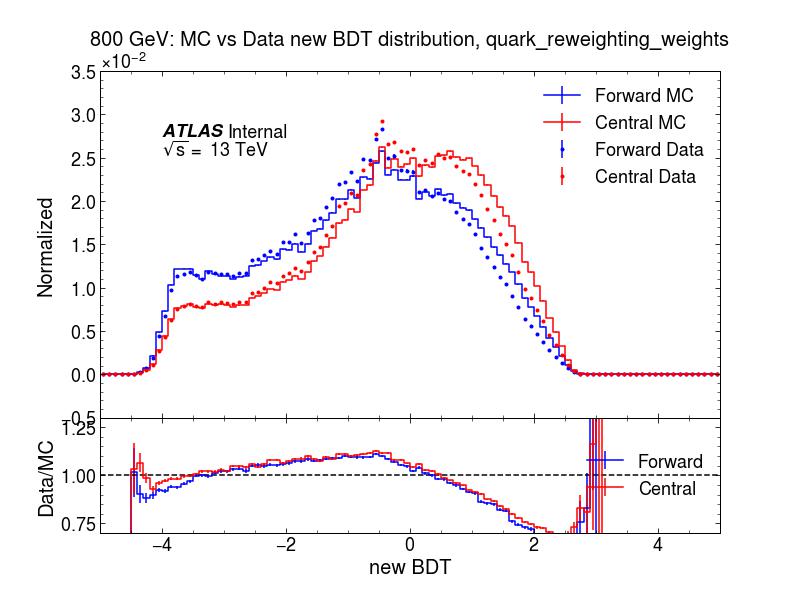 800 GeV: MC vs Data new BDT distribution, quark_reweighting_weights
×10⁻²
3.5
3.0
2.5
2.0
1.5
1.0
0.5
0.0
0.5
Normalized
ATLAS Internal
√s = 13 TeV
Forward MC
Central MC
Forward Data
Central Data
1.25
1.00
0.75
Data/MC
Forward
Central
−4 −2 0 2 4
new BDT